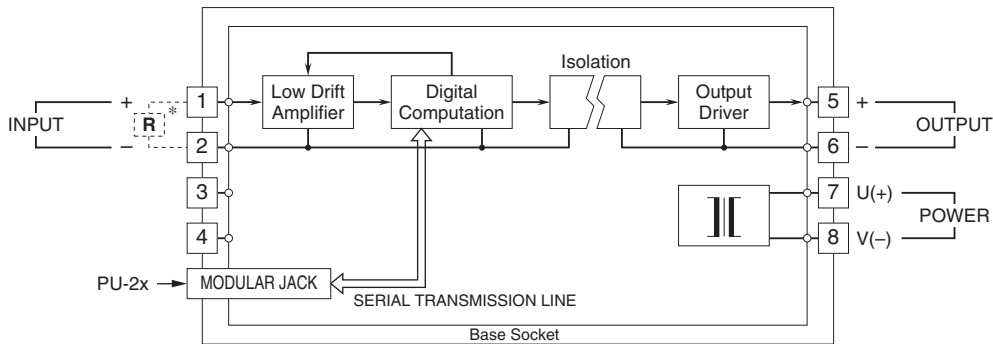 Isolation
Low Drift
Amplifier
Digital
Computation
Output
Driver
INPUT
+
–
R
*
1
2
3
4
5
6
7
8
+
–
OUTPUT
U(+)
V(–)
POWER
PU-2x
MODULAR JACK
SERIAL TRANSMISSION LINE
Base Socket